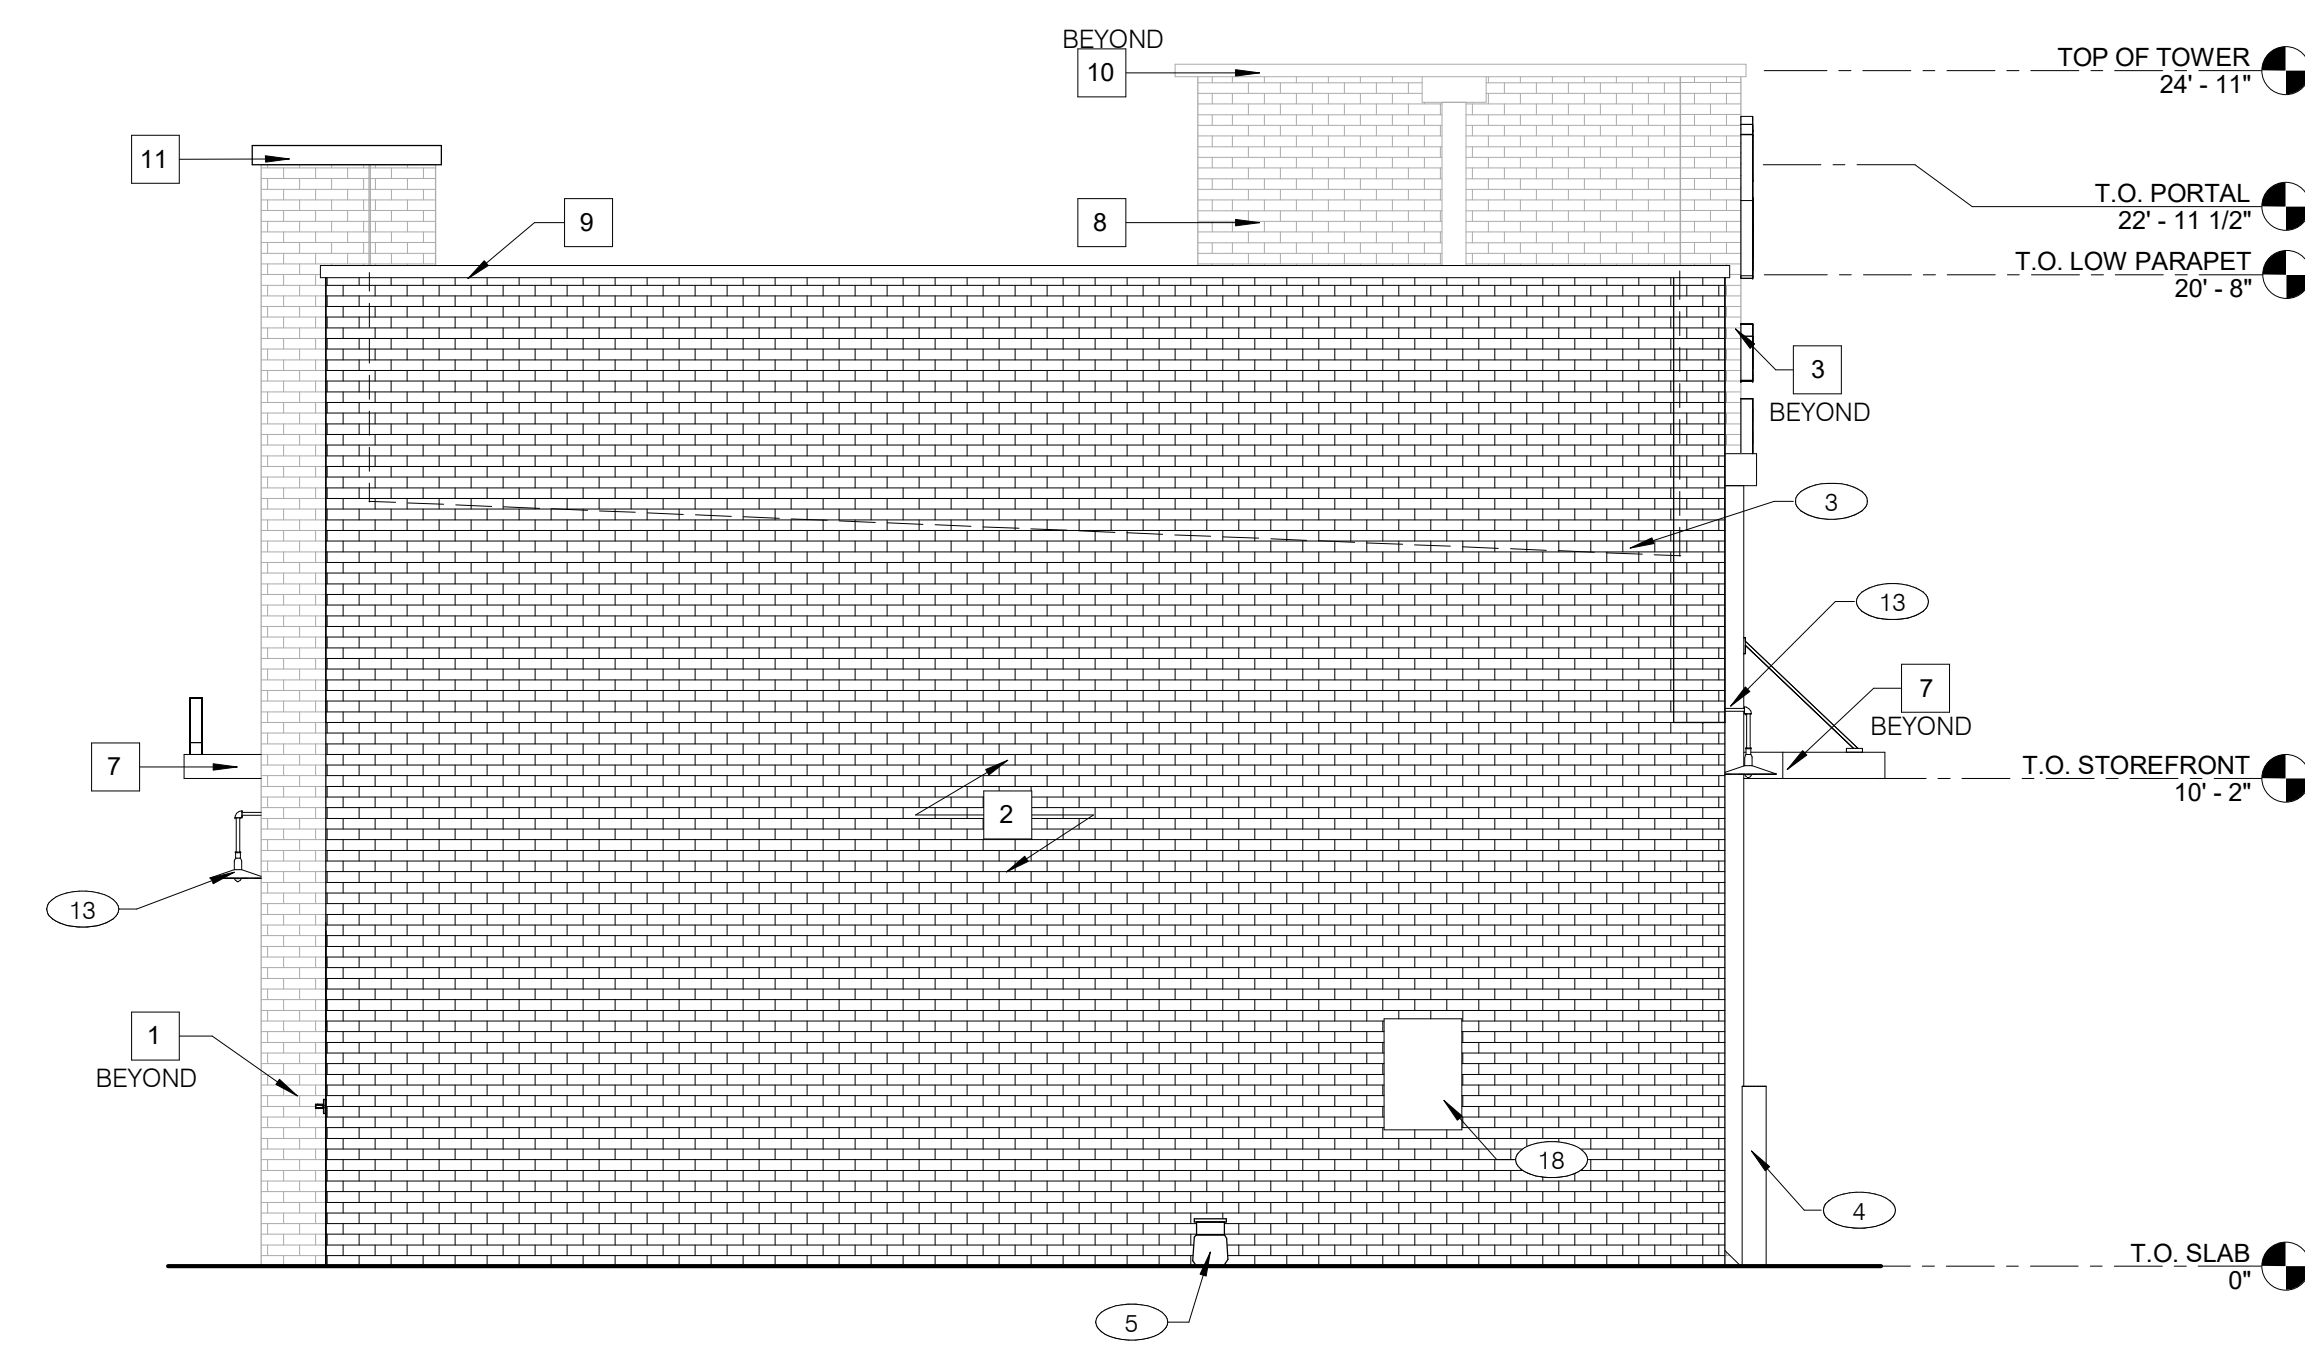 BEYOND
10
TOP OF TOWER
24' - 11"
11
9
8
T.O. PORTAL
22' - 11 1/2"
T.O. LOW PARAPET
20' - 8"
3
BEYOND
3
13
7
BEYOND
7
T.O. STOREFRONT
10' - 2"
2
13
1
BEYOND
18
4
T.O. SLAB
0"
5